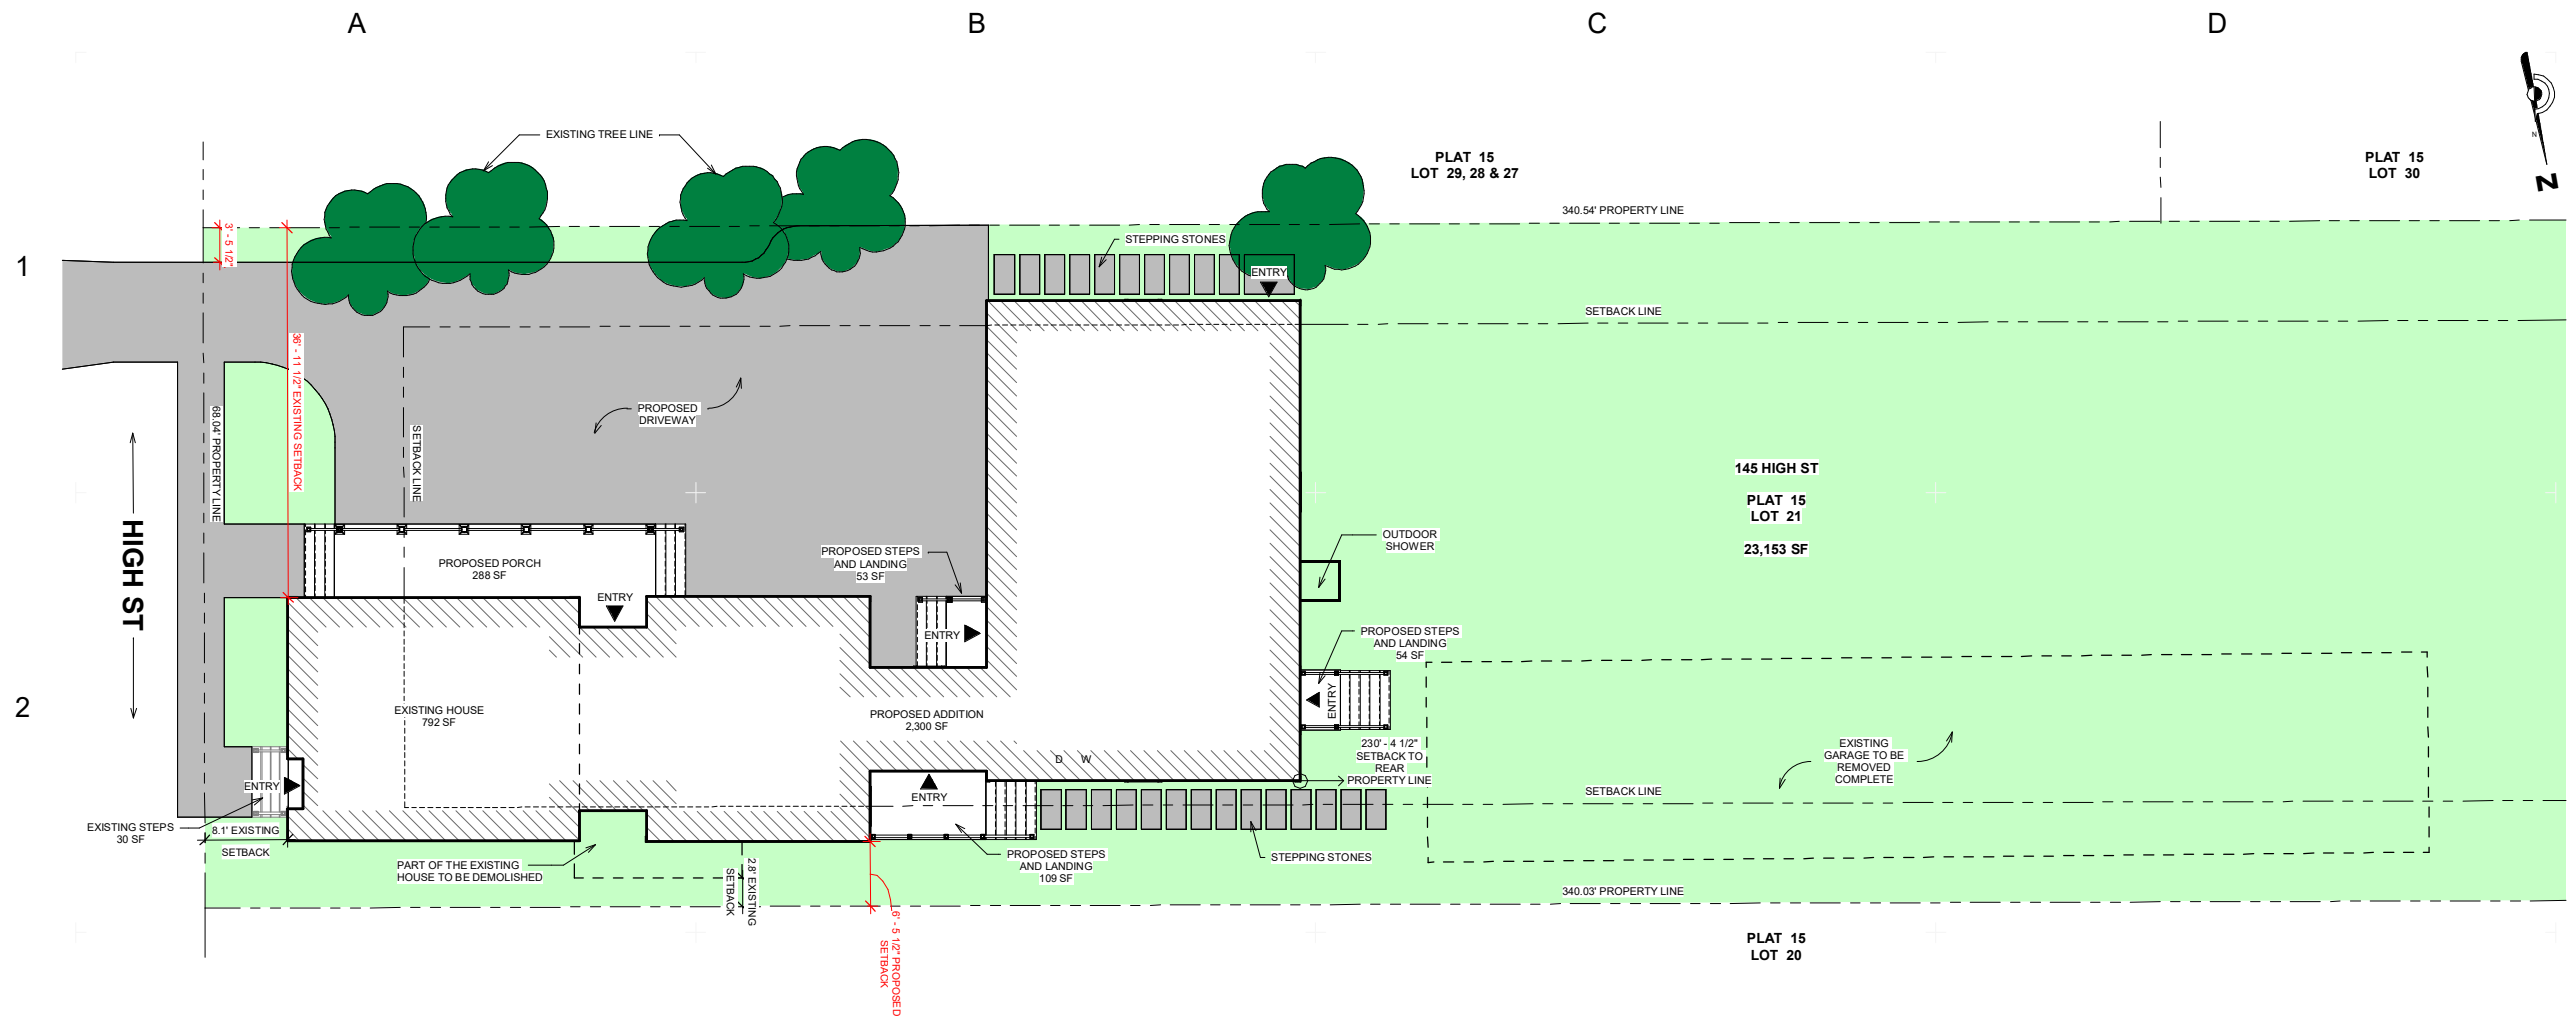 A
B
C
D
1
2
EXISTING TREE LINE
PLAT 15
LOT 29, 28 & 27
PLAT 15
LOT 30
N
N
340.54' PROPERTY LINE
3' - 5 1/2"
STEPPING STONES
ENTRY
SETBACK LINE
36' - 11 1/2" EXISTING SETBACK
68.04' PROPERTY LINE
SETBACK LINE
PROPOSED
DRIVEWAY
HIGH ST
145 HIGH ST
PLAT 15
LOT 21
23,153 SF
OUTDOOR
SHOWER
PROPOSED PORCH
288 SF
PROPOSED STEPS
AND LANDING
53 SF
ENTRY
ENTRY
PROPOSED STEPS
AND LANDING
54 SF
ENTRY
EXISTING HOUSE
792 SF
PROPOSED ADDITION
2,300 SF
D W
230' - 4 1/2"
SETBACK TO
REAR
PROPERTY LINE
EXISTING
GARAGE TO BE
REMOVED
COMPLETE
ENTRY
ENTRY
SETBACK LINE
EXISTING STEPS
30 SF
8.1' EXISTING
SETBACK
PART OF THE EXISTING
HOUSE TO BE DEMOLISHED
2.8' EXISTING
SETBACK
PROPOSED STEPS
AND LANDING
109 SF
STEPPING STONES
340.03' PROPERTY LINE
6' - 5 1/2" PROPOSED
SETBACK
PLAT 15
LOT 20